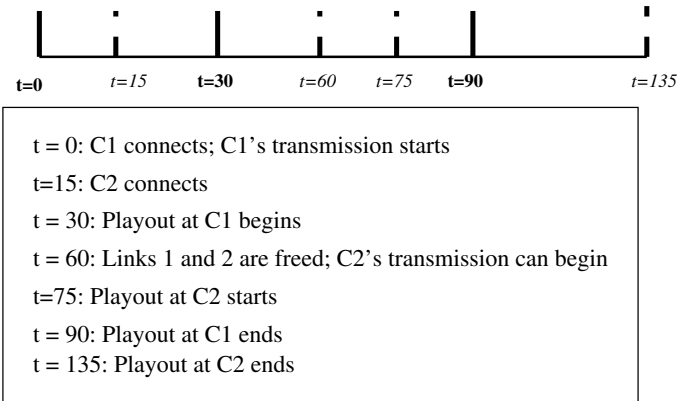 t=0 t=15 t=30 t=60 t=75 t=90 t=135
t = 0: C1 connects; C1's transmission starts
t=15: C2 connects
t = 30: Playout at C1 begins
t = 60: Links 1 and 2 are freed; C2's transmission can begin
t=75: Playout at C2 starts
t = 90: Playout at C1 ends
t = 135: Playout at C2 ends